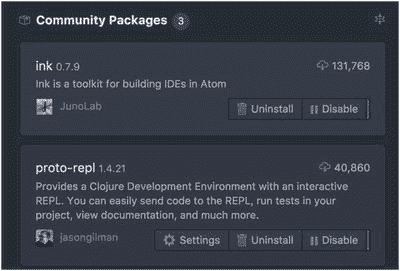 Community Packages 3
ink 0.7.9 131,768
Ink is a toolkit for building IDEs in Atom
JunoLab Uninstall Disable
proto-repl 1.4.21 40,860
Provides a Clojure Development Environment with an interactive
REPL. You can easily send code to the REPL, run tests in your
project, view documentation, and much more.
jasongilman Settings Uninstall Disable